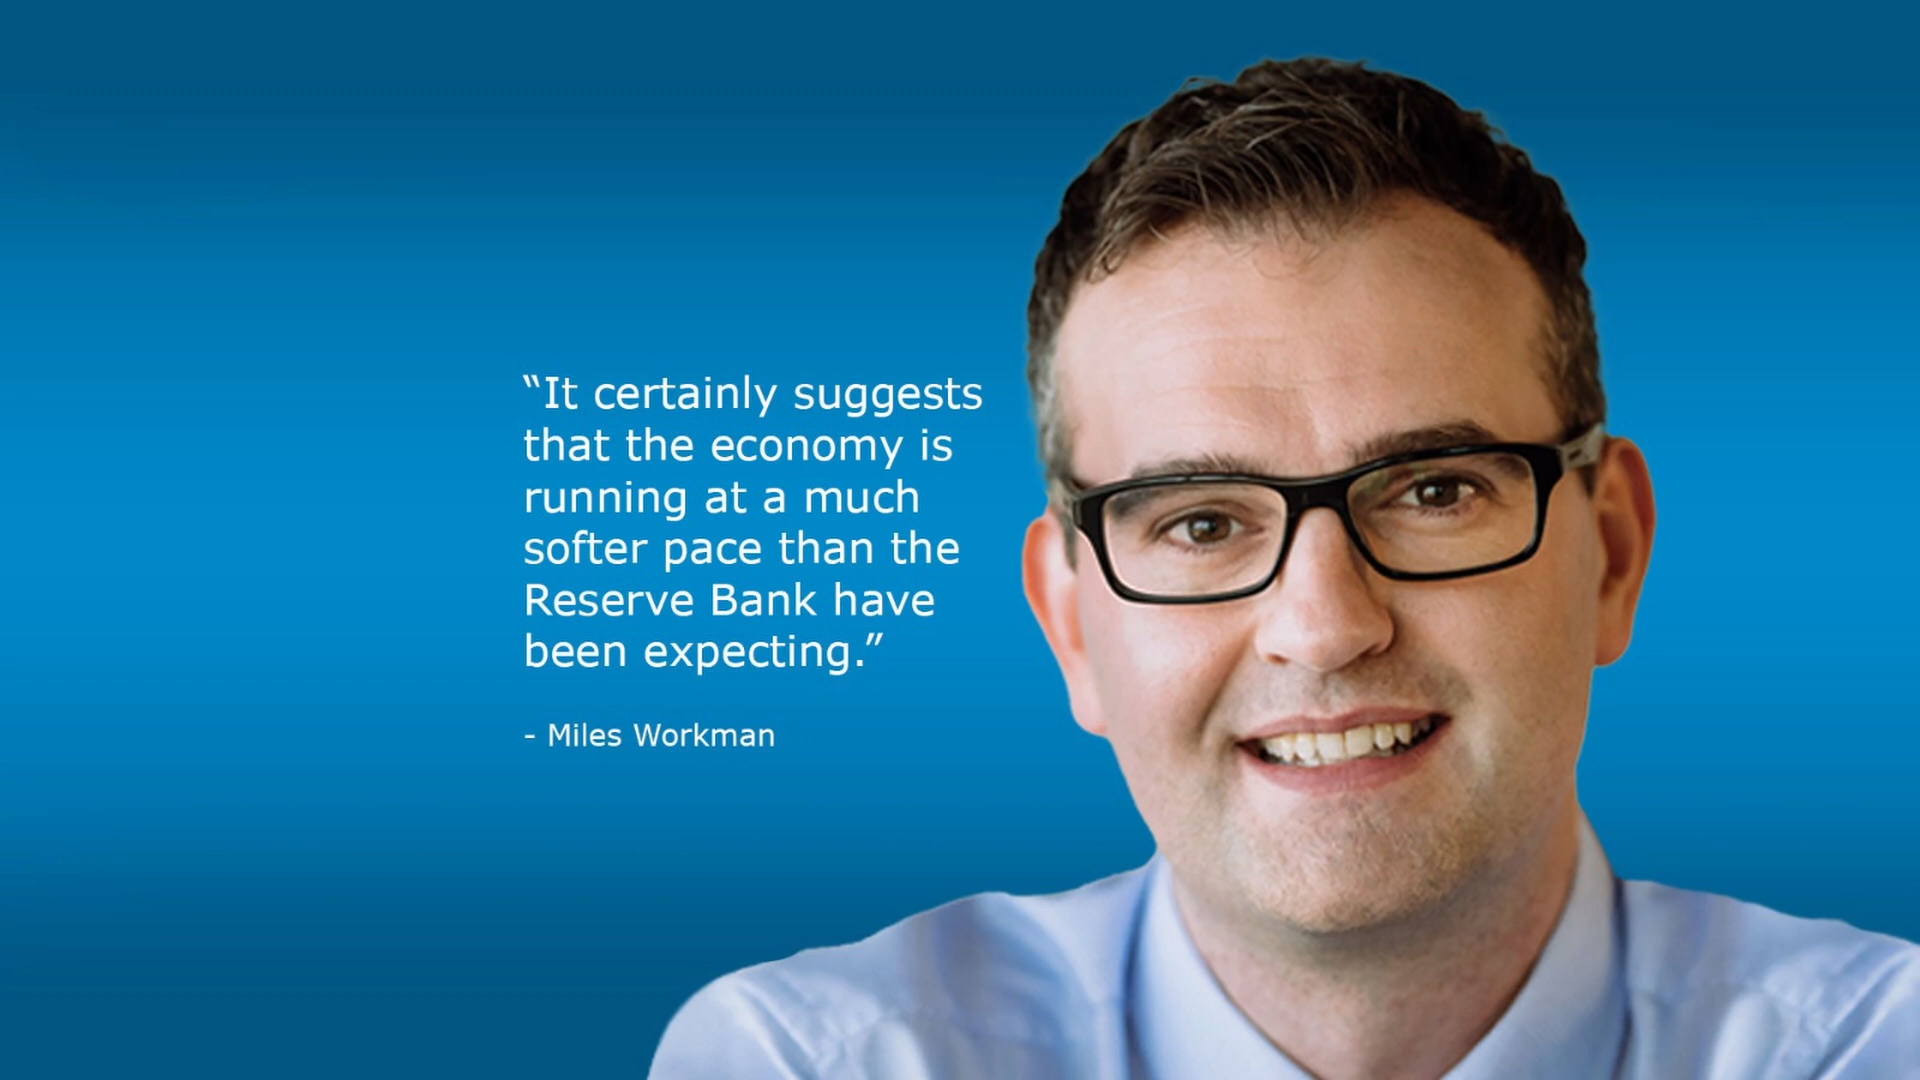 “It certainly suggests
that the economy is
running at a much
softer pace than the
Reserve Bank have
been expecting.”
- Miles Workman